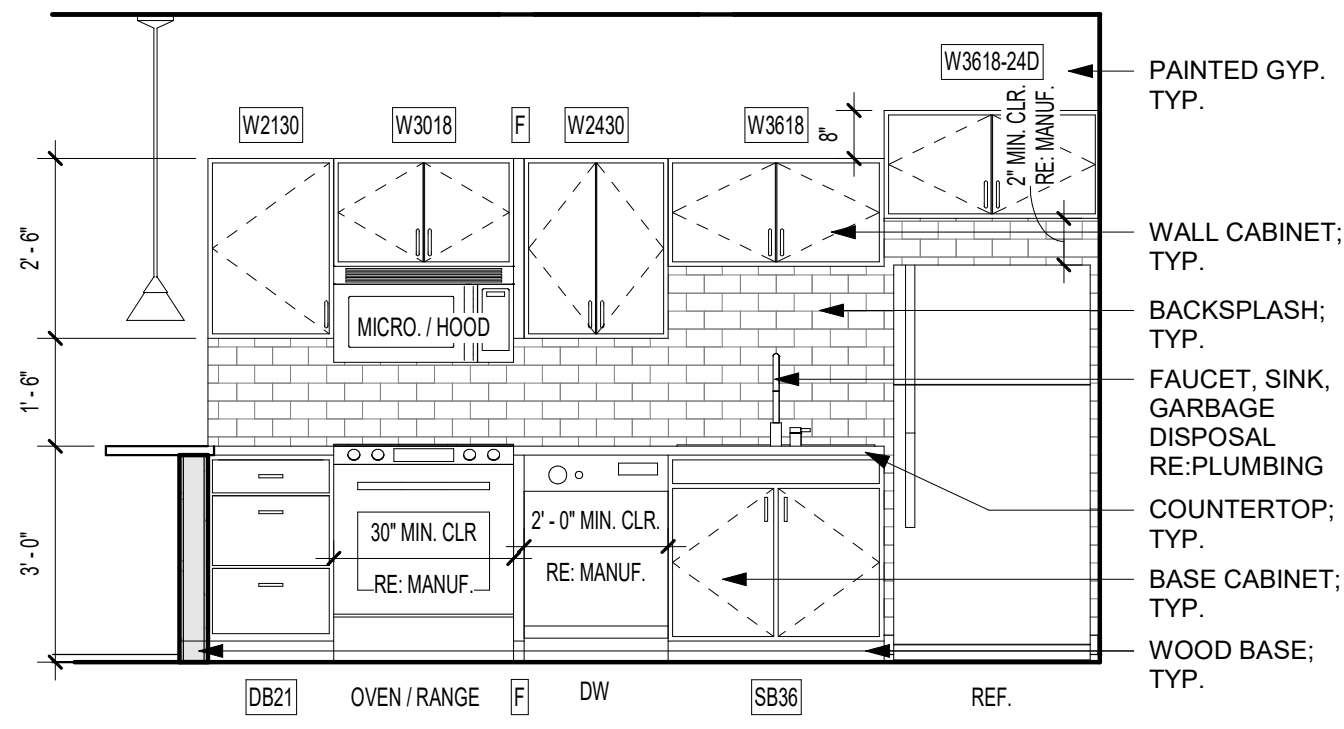 W3618-24D
PAINTED GYP.
TYP.
W2130
W3018
F
W2430
W3618
8"
2" MIN. CLR.
RE: MANUF.
2' - 6"
WALL CABINET;
TYP.
MICRO. / HOOD
BACKSPLASH;
TYP.
1' - 6"
FAUCET, SINK,
GARBAGE
DISPOSAL
RE:PLUMBING
COUNTERTOP;
TYP.
3' - 0"
30" MIN. CLR
RE: MANUF.
2' - 0" MIN. CLR.
RE: MANUF.
BASE CABINET;
TYP.
WOOD BASE;
TYP.
DB21
OVEN / RANGE
F
DW
SB36
REF.